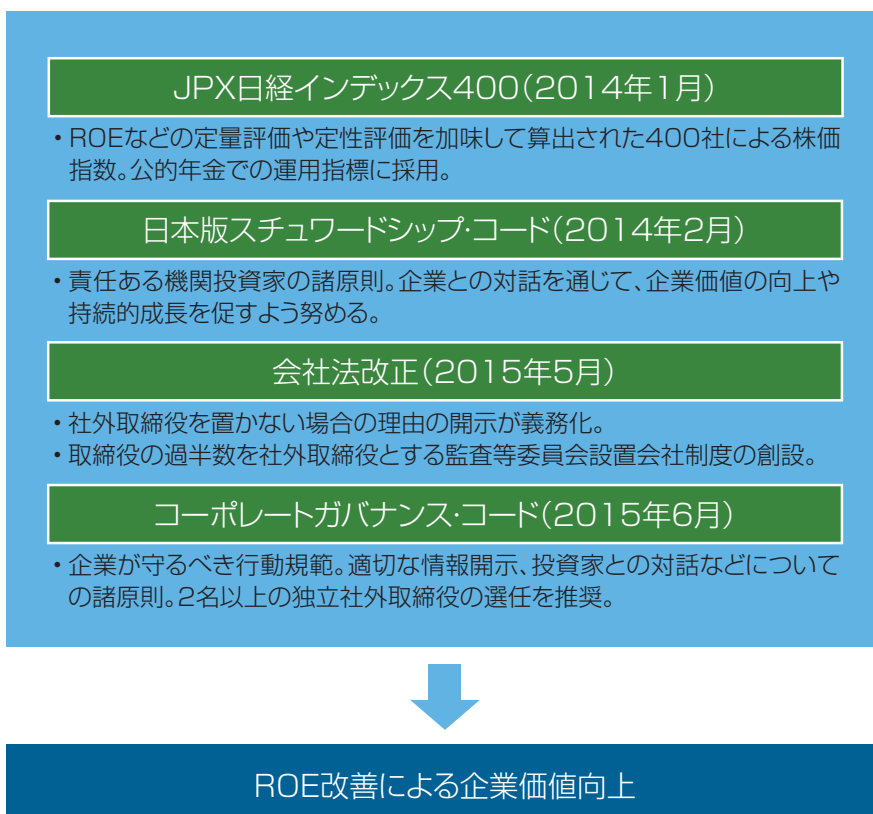 JPX日経インデックス400（2014年1月）
・ROEなどの定量評価や定性評価を加味して算出された400社による株価
指数。公的年金での運用指標に採用。
日本版スチュワードシップ・コード（2014年2月）
・責任ある機関投資家の諸原則。企業との対話を通じて、企業価値の向上や
持続的成長を促すよう努める。
会社法改正（2015年5月）
・社外取締役を置かない場合の理由の開示が義務化。
・取締役の過半数を社外取締役とする監査等委員会設置会社制度の創設。
コーポレートガバナンス・コード（2015年6月）
・企業が守るべき行動規範。適切な情報開示、投資家との対話などについて
の諸原則。2名以上の独立社外取締役の選任を推奨。
ROE改善による企業価値向上